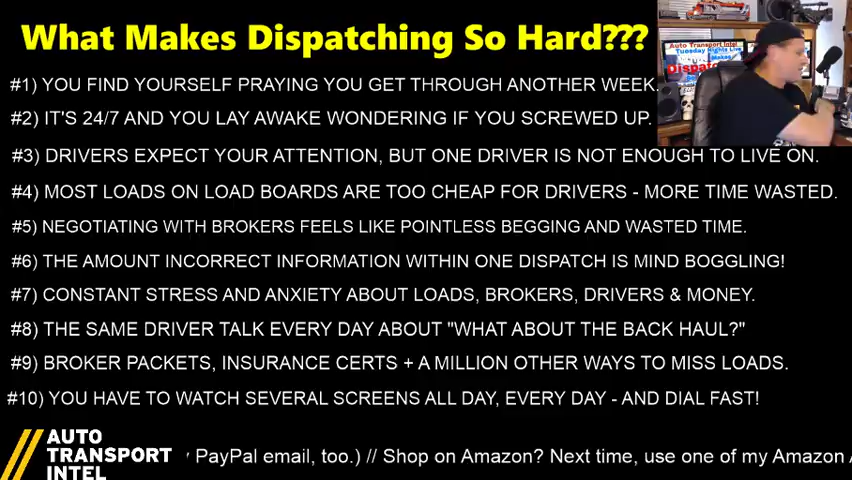 What Makes Dispatching So Hard???
#1) YOU FIND YOURSELF PRAYING YOU GET THROUGH ANOTHER WEEK.
#2) IT'S 24/7 AND YOU LAY AWAKE WONDERING IF YOU SCREWED UP.
#3) DRIVERS EXPECT YOUR ATTENTION, BUT ONE DRIVER IS NOT ENOUGH TO LIVE ON.
#4) MOST LOADS ON LOAD BOARDS ARE TOO CHEAP FOR DRIVERS - MORE TIME WASTED.
#5) NEGOTIATING WITH BROKERS FEELS LIKE POINTLESS BEGGING AND WASTED TIME.
#6) THE AMOUNT INCORRECT INFORMATION WITHIN ONE DISPATCH IS MIND BOGGLING!
#7) CONSTANT STRESS AND ANXIETY ABOUT LOADS, BROKERS, DRIVERS & MONEY.
#8) THE SAME DRIVER TALK EVERY DAY ABOUT "WHAT ABOUT THE BACK HAUL?"
#9) BROKER PACKETS, INSURANCE CERTS + A MILLION OTHER WAYS TO MISS LOADS.
#10) YOU HAVE TO WATCH SEVERAL SCREENS ALL DAY, EVERY DAY - AND DIAL FAST!
Auto Transport Intel
Tuesday Nights Live
Makes
Dispatc
AUTO
TRANSPORT
INTEL
PayPal email, too.) // Shop on Amazon? Next time, use one of my Amazon